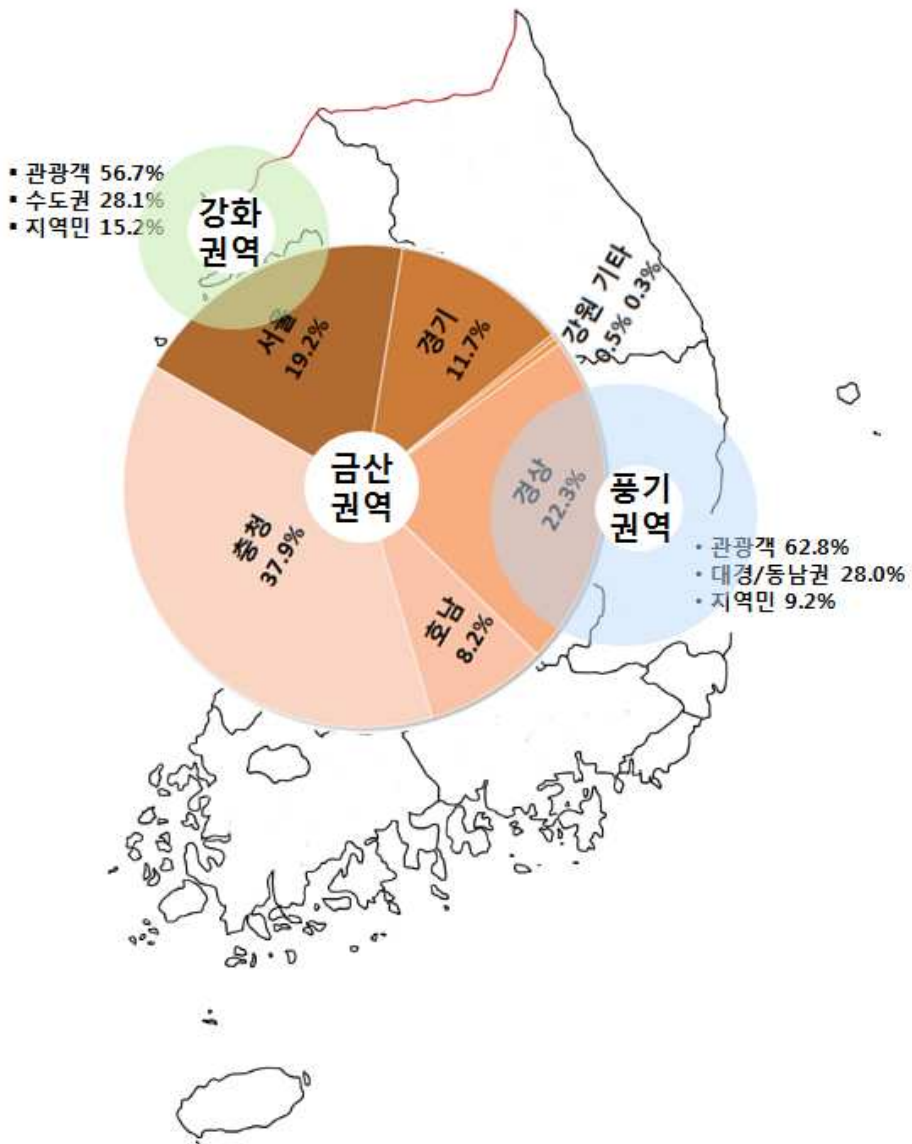 ▪ 관광객 56.7%
▪ 수도권 28.1%
▪ 지역민 15.2%
강화
권역
서울
19.2%
경기
11.7%
강원 기타
0.5% 0.3%
금산
권역
경상
22.3%
풍기
권역
• 관광객 62.8%
• 대경/동남권 28.0%
• 지역민 9.2%
충청
37.9%
호남
8.2%